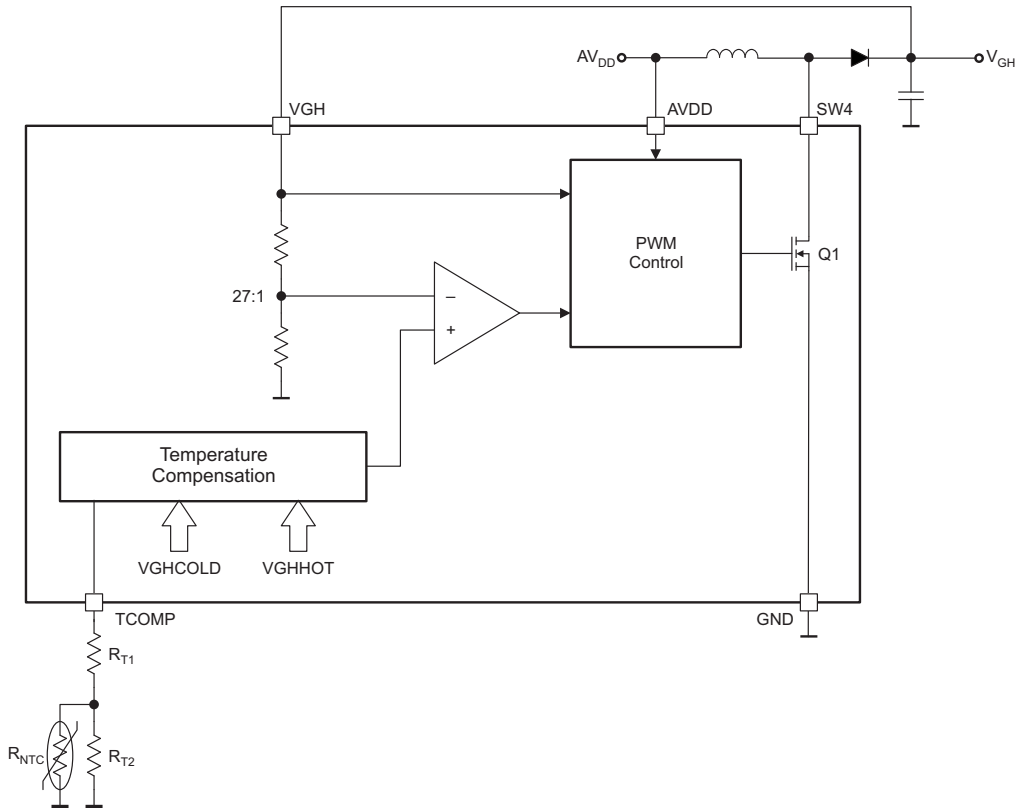 AVDD
VGH
VGH
AVDD
SW4
PWM
Control
Q1
27:1
−
+
Temperature
Compensation
VGHCOLD
VGHHOT
TCOMP
GND
RT1
RNTC
RT2